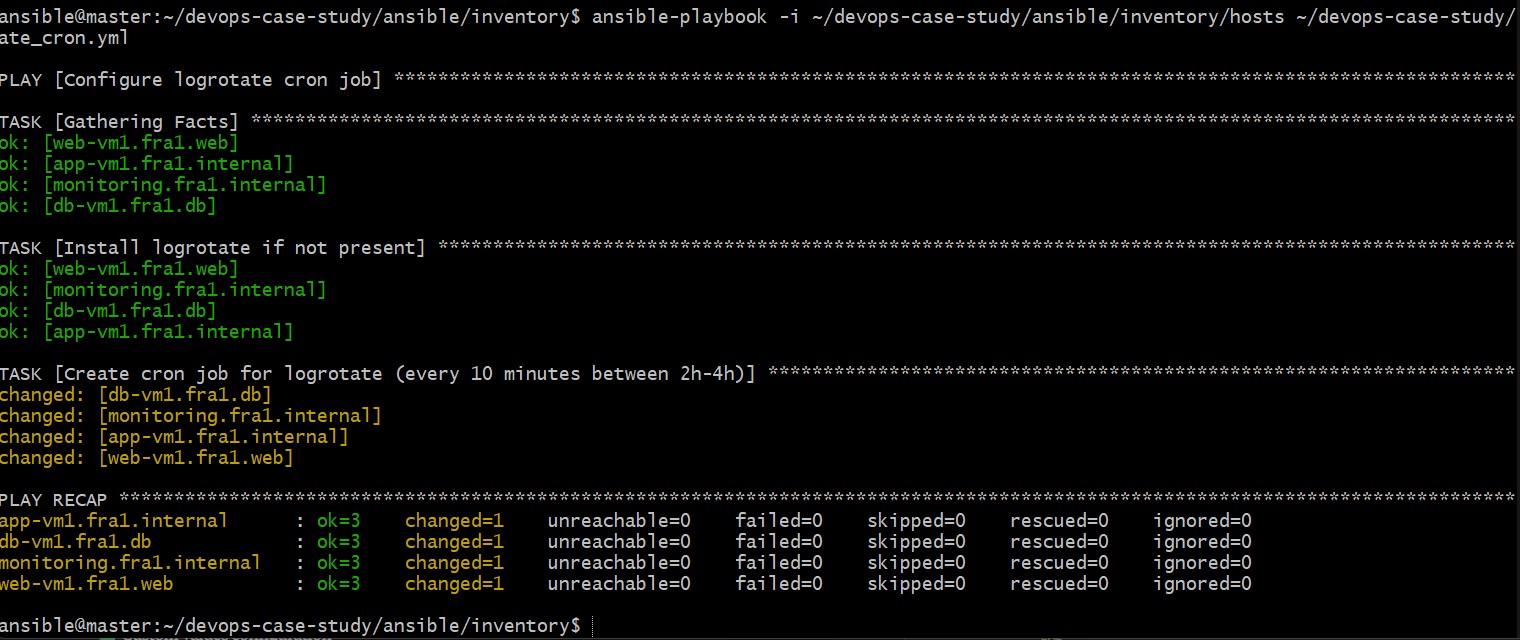 ansible@master:~/devops-case-study/ansible/inventory$ ansible-playbook -i ~/devops-case-study/ansible/inventory/hosts ~/devops-case-study/
ate_cron.yml
PLAY [Configure logrotate cron job] ******************************************************************************************************
TASK [Gathering Facts] *******************************************************************************************************************
ok: [web-vm1.fra1.web]
ok: [app-vm1.fra1.internal]
ok: [monitoring.fra1.internal]
ok: [db-vm1.fra1.db]
TASK [Install logrotate if not present] **************************************************************************************************
ok: [web-vm1.fra1.web]
ok: [monitoring.fra1.internal]
ok: [db-vm1.fra1.db]
ok: [app-vm1.fra1.internal]
TASK [Create cron job for logrotate (every 10 minutes between 2h-4h)] ********************************************************************
changed: [db-vm1.fra1.db]
changed: [monitoring.fra1.internal]
changed: [app-vm1.fra1.internal]
changed: [web-vm1.fra1.web]
PLAY RECAP *******************************************************************************************************************************
app-vm1.fra1.internal      : ok=3    changed=1    unreachable=0    failed=0    skipped=0    rescued=0    ignored=0
db-vm1.fra1.db             : ok=3    changed=1    unreachable=0    failed=0    skipped=0    rescued=0    ignored=0
monitoring.fra1.internal   : ok=3    changed=1    unreachable=0    failed=0    skipped=0    rescued=0    ignored=0
web-vm1.fra1.web           : ok=3    changed=1    unreachable=0    failed=0    skipped=0    rescued=0    ignored=0
ansible@master:~/devops-case-study/ansible/inventory$